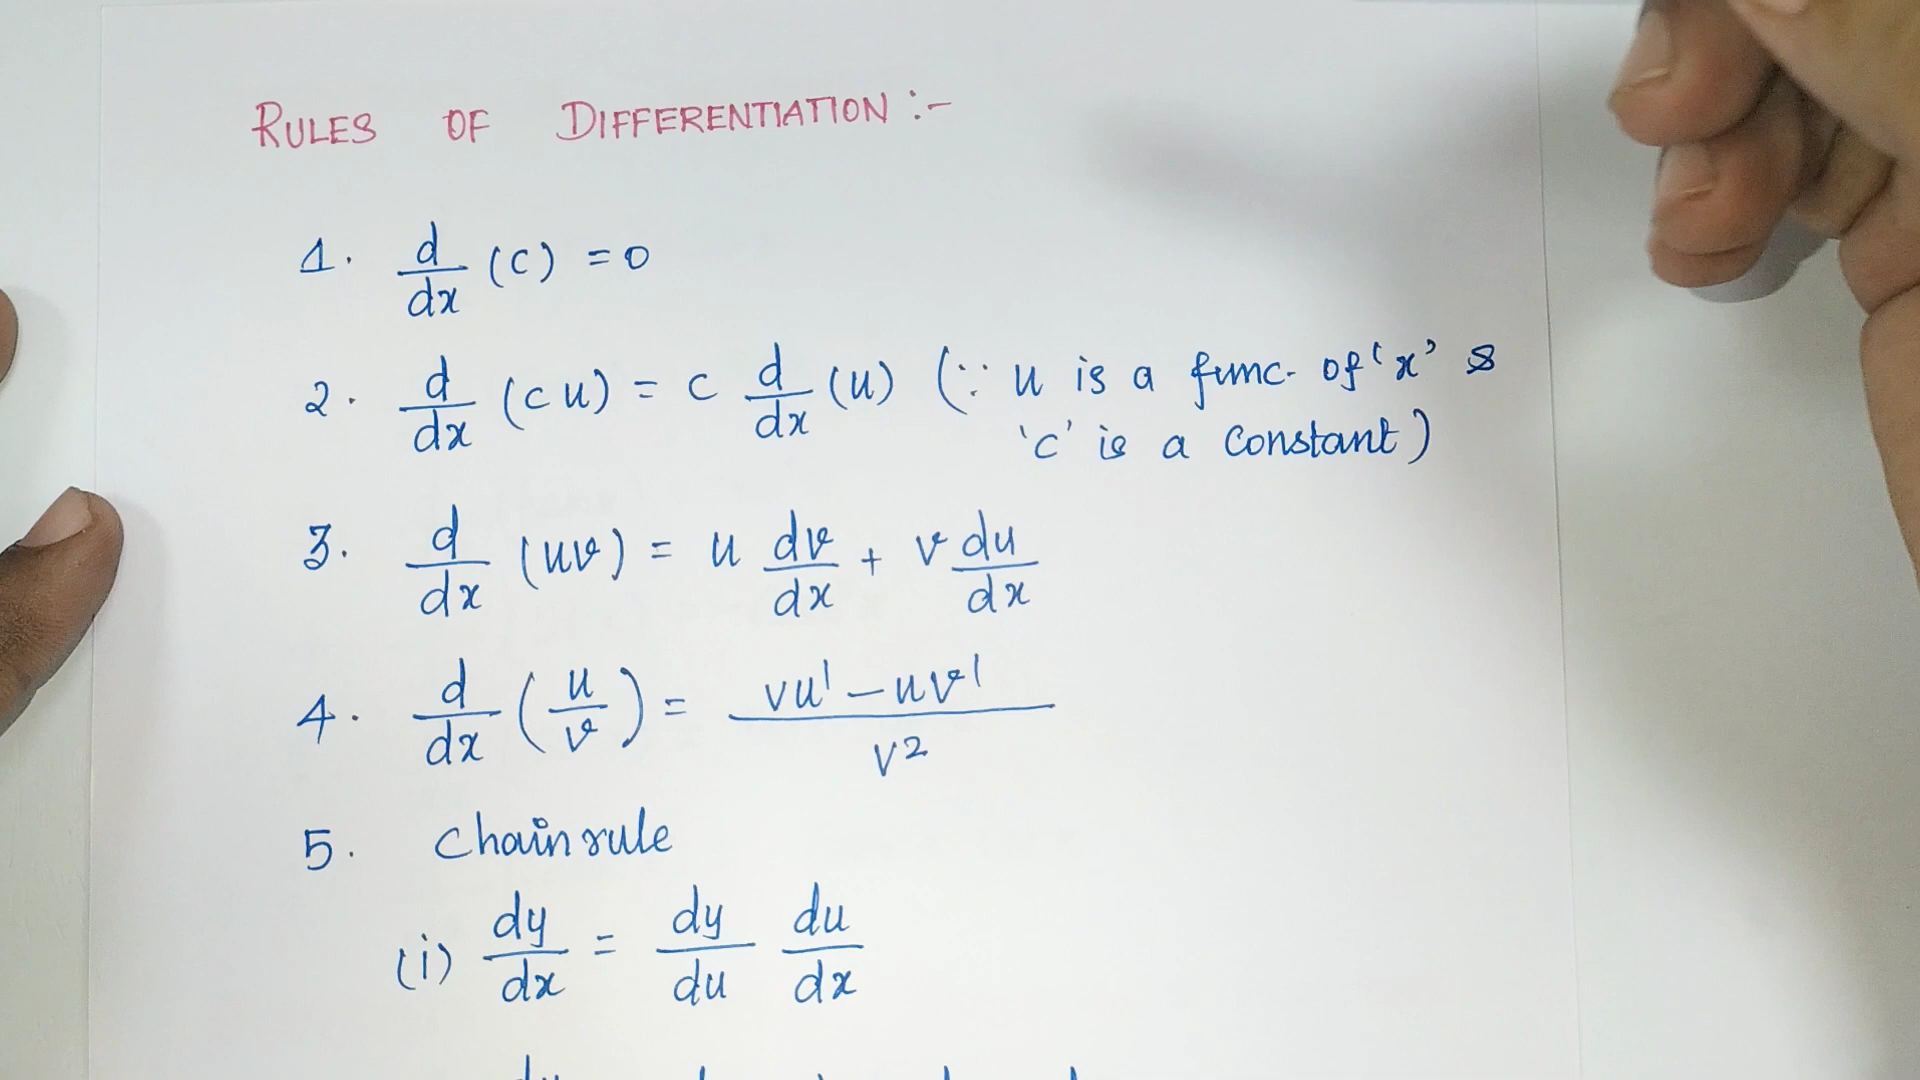 RULES OF DIFFERENTIATION :-
1. d/dx (c) = 0
2. d/dx (cu) = c d/dx (u) (∵ u is a func. of 'x' &
'c' is a constant)
3. d/dx (uv) = u dv/dx + v du/dx
4. d/dx (u/v) = vu' - uv' / v²
5. Chain rule
(i) dy/dx = dy/du du/dx